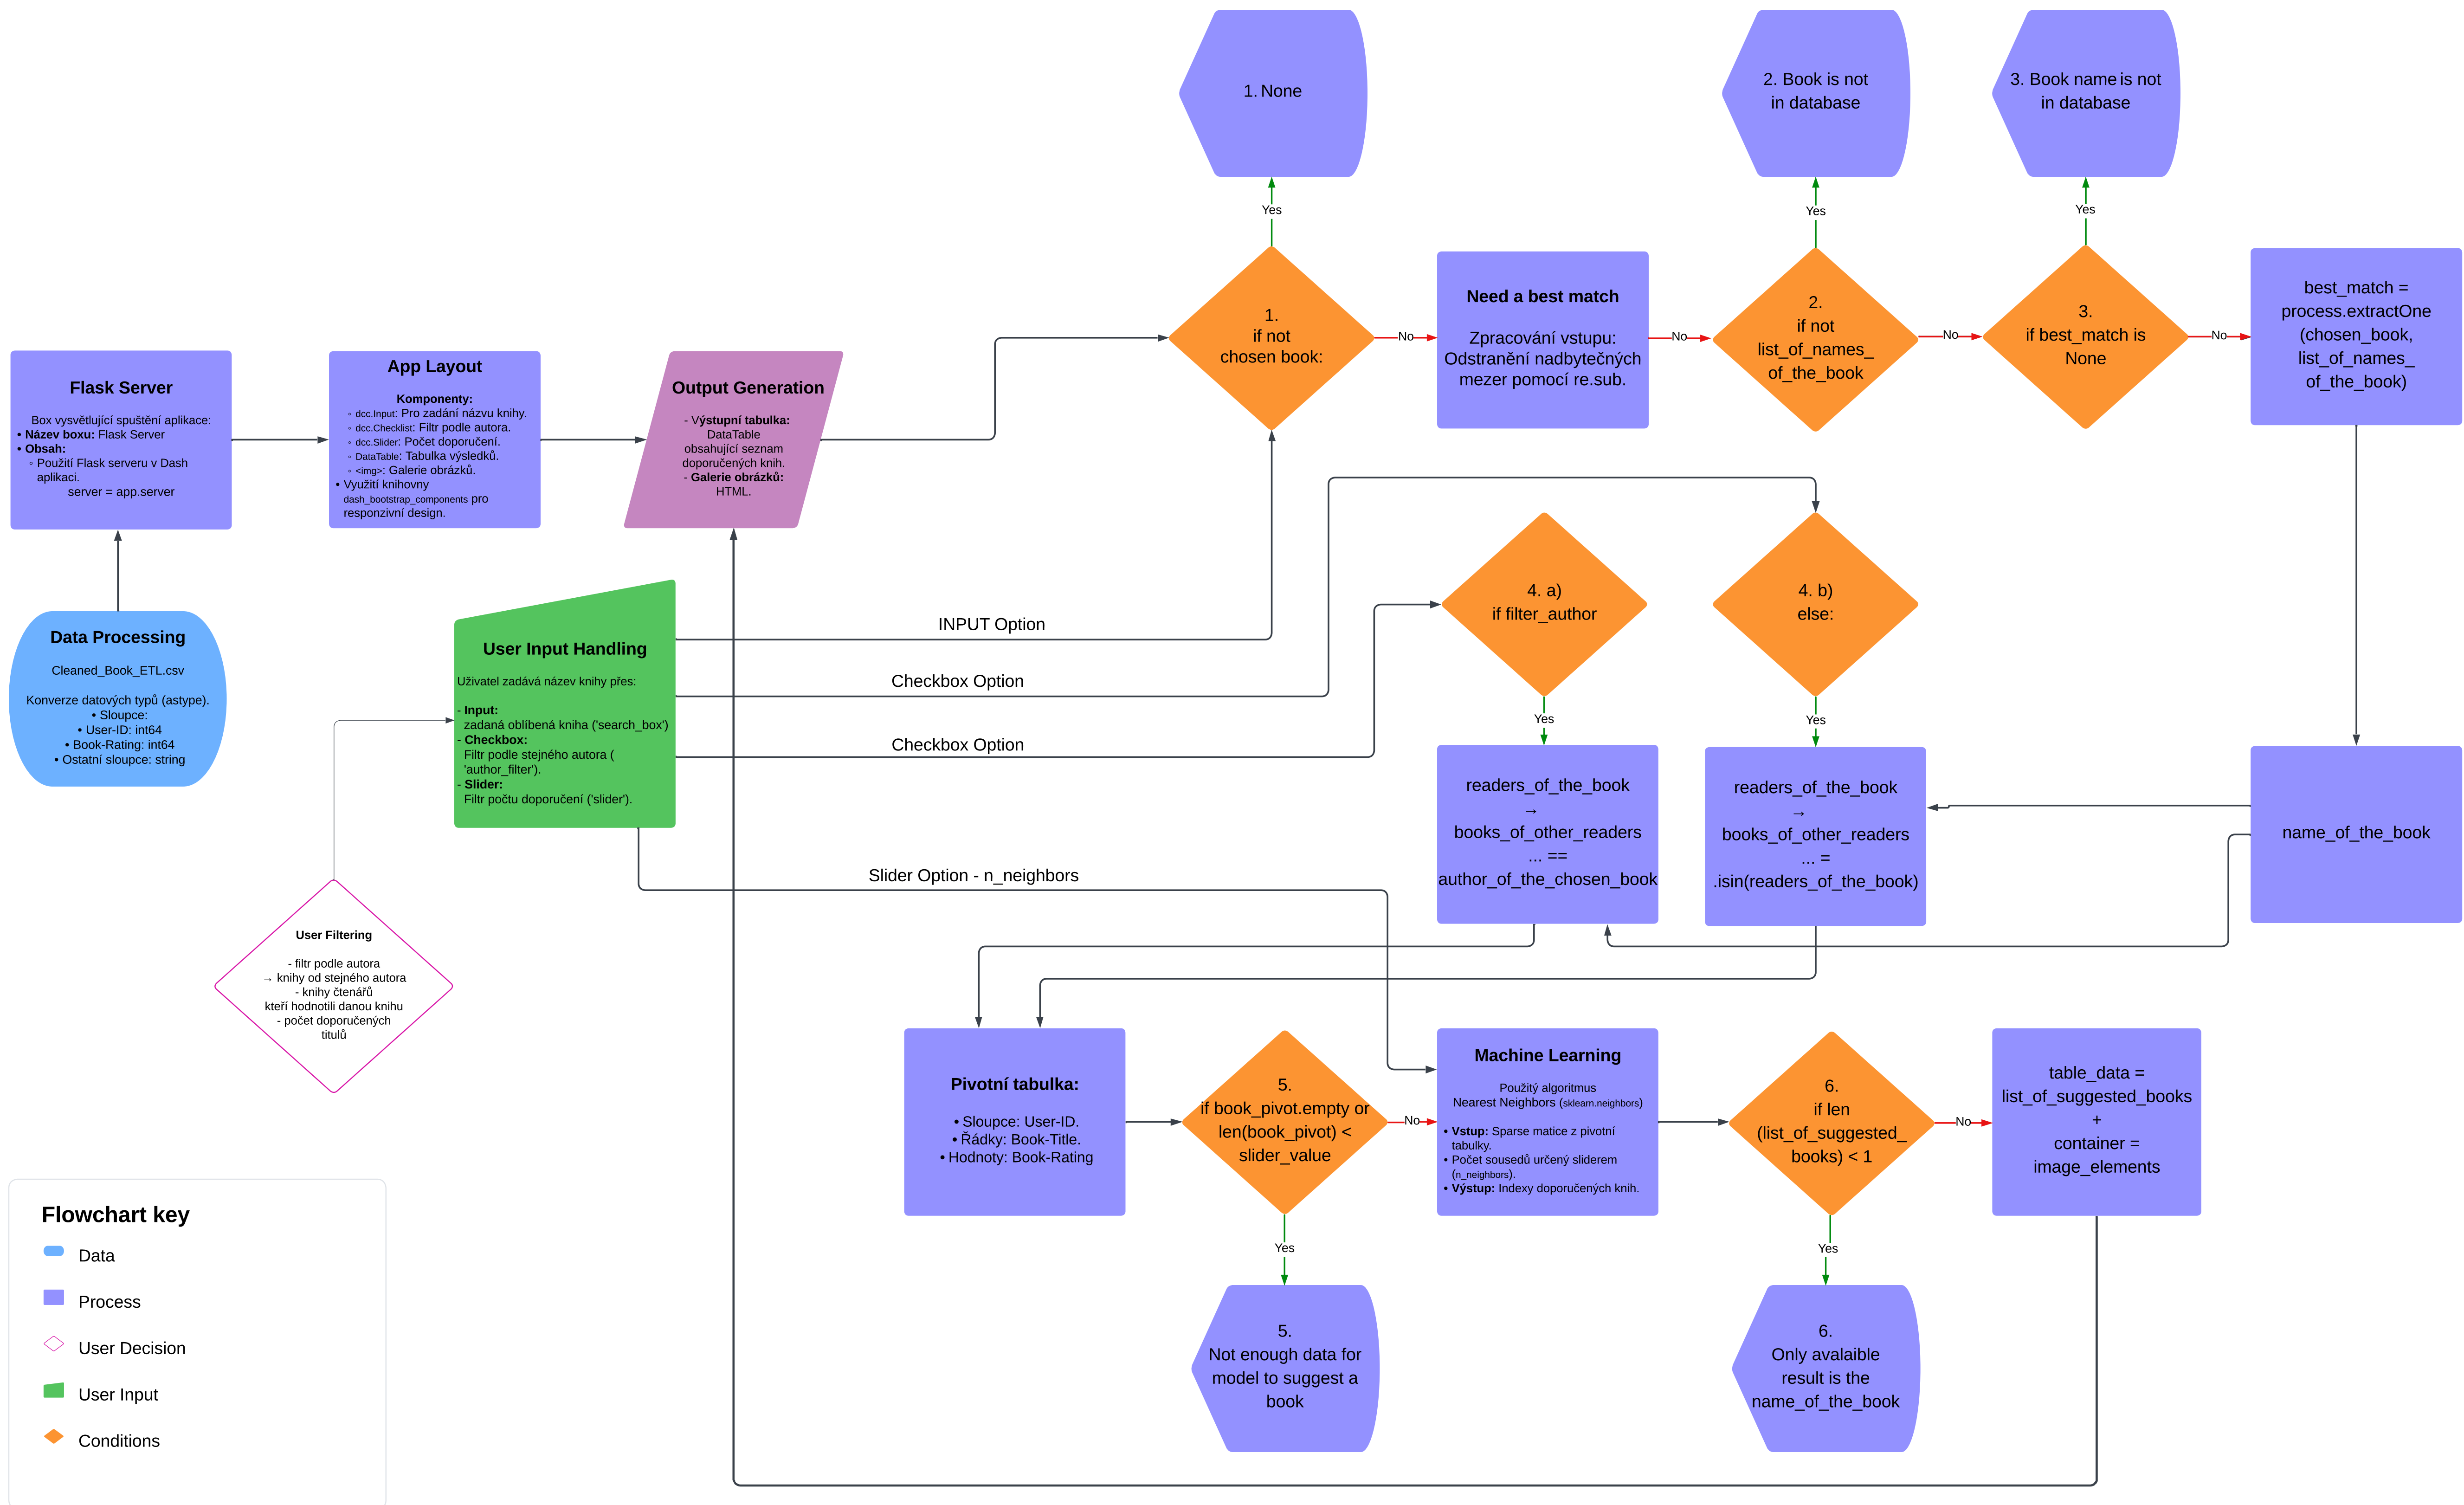 1. None
2. Book is not
in database
3. Book name is not
in database
Yes
Yes
Yes
1.
if not
chosen book:
No
Need a best match
Zpracování vstupu:
Odstranění nadbytečných
mezer pomocí re.sub.
No
2.
if not
list_of_names_
of_the_book
No
3.
if best_match is
None
No
best_match =
process.extractOne
(chosen_book,
list_of_names_
of_the_book)
Flask Server
Box vysvětlující spuštění aplikace:
• Název boxu: Flask Server
• Obsah:
◦ Použití Flask serveru v Dash
aplikaci.
server = app.server
App Layout
Komponenty:
◦ dcc.Input: Pro zadání názvu knihy.
◦ dcc.Checklist: Filtr podle autora.
◦ dcc.Slider: Počet doporučení.
◦ DataTable: Tabulka výsledků.
◦ <img>: Galerie obrázků.
• Využití knihovny
dash_bootstrap_components pro
responzivní design.
Output Generation
- Výstupní tabulka:
DataTable
obsahující seznam
doporučených knih.
- Galerie obrázků:
HTML.
Data Processing
Cleaned_Book_ETL.csv
Konverze datových typů (astype).
• Sloupce:
• User-ID: int64
• Book-Rating: int64
• Ostatní sloupce: string
User Input Handling
Uživatel zadává název knihy přes:
- Input:
zadaná oblíbená kniha ('search_box')
- Checkbox:
Filtr podle stejného autora (
'author_filter').
- Slider:
Filtr počtu doporučení ('slider').
INPUT Option
Checkbox Option
Checkbox Option
Slider Option - n_neighbors
4. a)
if filter_author
4. b)
else:
Yes
Yes
readers_of_the_book
→
books_of_other_readers
... ==
author_of_the_chosen_book
readers_of_the_book
→
books_of_other_readers
... =
.isin(readers_of_the_book)
name_of_the_book
User Filtering
- filtr podle autora
→ knihy od stejného autora
- knihy čtenářů
kteří hodnotili danou knihu
- počet doporučených
titulů
Pivotní tabulka:
• Sloupce: User-ID.
• Řádky: Book-Title.
• Hodnoty: Book-Rating
5.
if book_pivot.empty or
len(book_pivot) <
slider_value
No
Machine Learning
Použitý algoritmus
Nearest Neighbors (sklearn.neighbors)
• Vstup: Sparse matice z pivotní
tabulky.
• Počet sousedů určený sliderem
(n_neighbors).
• Výstup: Indexy doporučených knih.
6.
if len
(list_of_suggested_
books) < 1
No
table_data =
list_of_suggested_books
+
container =
image_elements
Yes
Yes
5.
Not enough data for
model to suggest a
book
6.
Only avalaible
result is the
name_of_the_book
Flowchart key
Data
Process
User Decision
User Input
Conditions